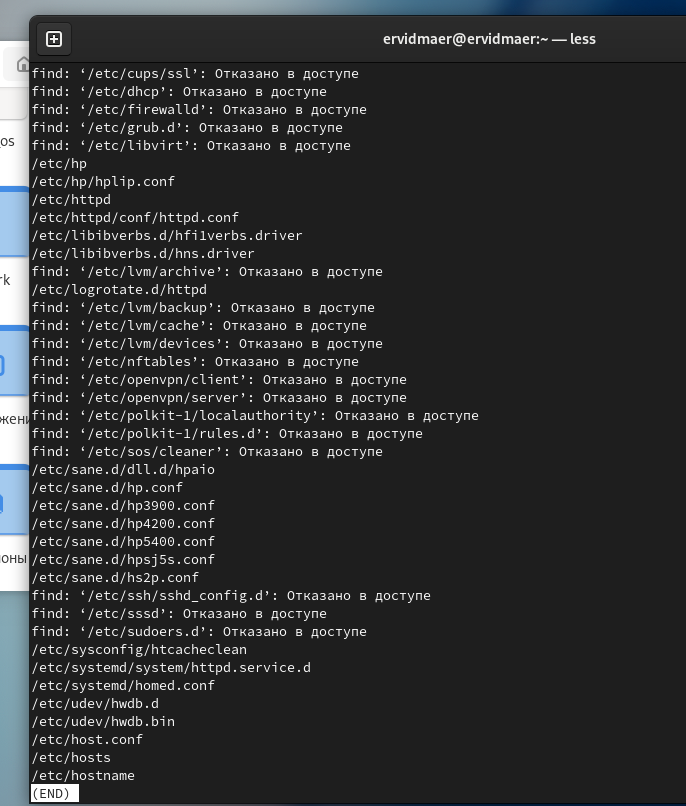 ervidmaer@ervidmaer:~ — less
os
rk
жени
оны
find: ‘/etc/cups/ssl’: Отказано в доступе
find: ‘/etc/dhcp’: Отказано в доступе
find: ‘/etc/firewalld’: Отказано в доступе
find: ‘/etc/grub.d’: Отказано в доступе
find: ‘/etc/libvirt’: Отказано в доступе
/etc/hp
/etc/hp/hplip.conf
/etc/httpd
/etc/httpd/conf/httpd.conf
/etc/libibverbs.d/hfi1verbs.driver
/etc/libibverbs.d/hns.driver
find: ‘/etc/lvm/archive’: Отказано в доступе
/etc/logrotate.d/httpd
find: ‘/etc/lvm/backup’: Отказано в доступе
find: ‘/etc/lvm/cache’: Отказано в доступе
find: ‘/etc/lvm/devices’: Отказано в доступе
find: ‘/etc/nftables’: Отказано в доступе
find: ‘/etc/openvpn/client’: Отказано в доступе
find: ‘/etc/openvpn/server’: Отказано в доступе
find: ‘/etc/polkit-1/localauthority’: Отказано в доступе
find: ‘/etc/polkit-1/rules.d’: Отказано в доступе
find: ‘/etc/sos/cleaner’: Отказано в доступе
/etc/sane.d/dll.d/hpaio
/etc/sane.d/hp.conf
/etc/sane.d/hp3900.conf
/etc/sane.d/hp4200.conf
/etc/sane.d/hp5400.conf
/etc/sane.d/hpsj5s.conf
/etc/sane.d/hs2p.conf
find: ‘/etc/ssh/sshd_config.d’: Отказано в доступе
find: ‘/etc/sssd’: Отказано в доступе
find: ‘/etc/sudoers.d’: Отказано в доступе
/etc/sysconfig/htcacheclean
/etc/systemd/system/httpd.service.d
/etc/systemd/homed.conf
/etc/udev/hwdb.d
/etc/udev/hwdb.bin
/etc/host.conf
/etc/hosts
/etc/hostname
(END)